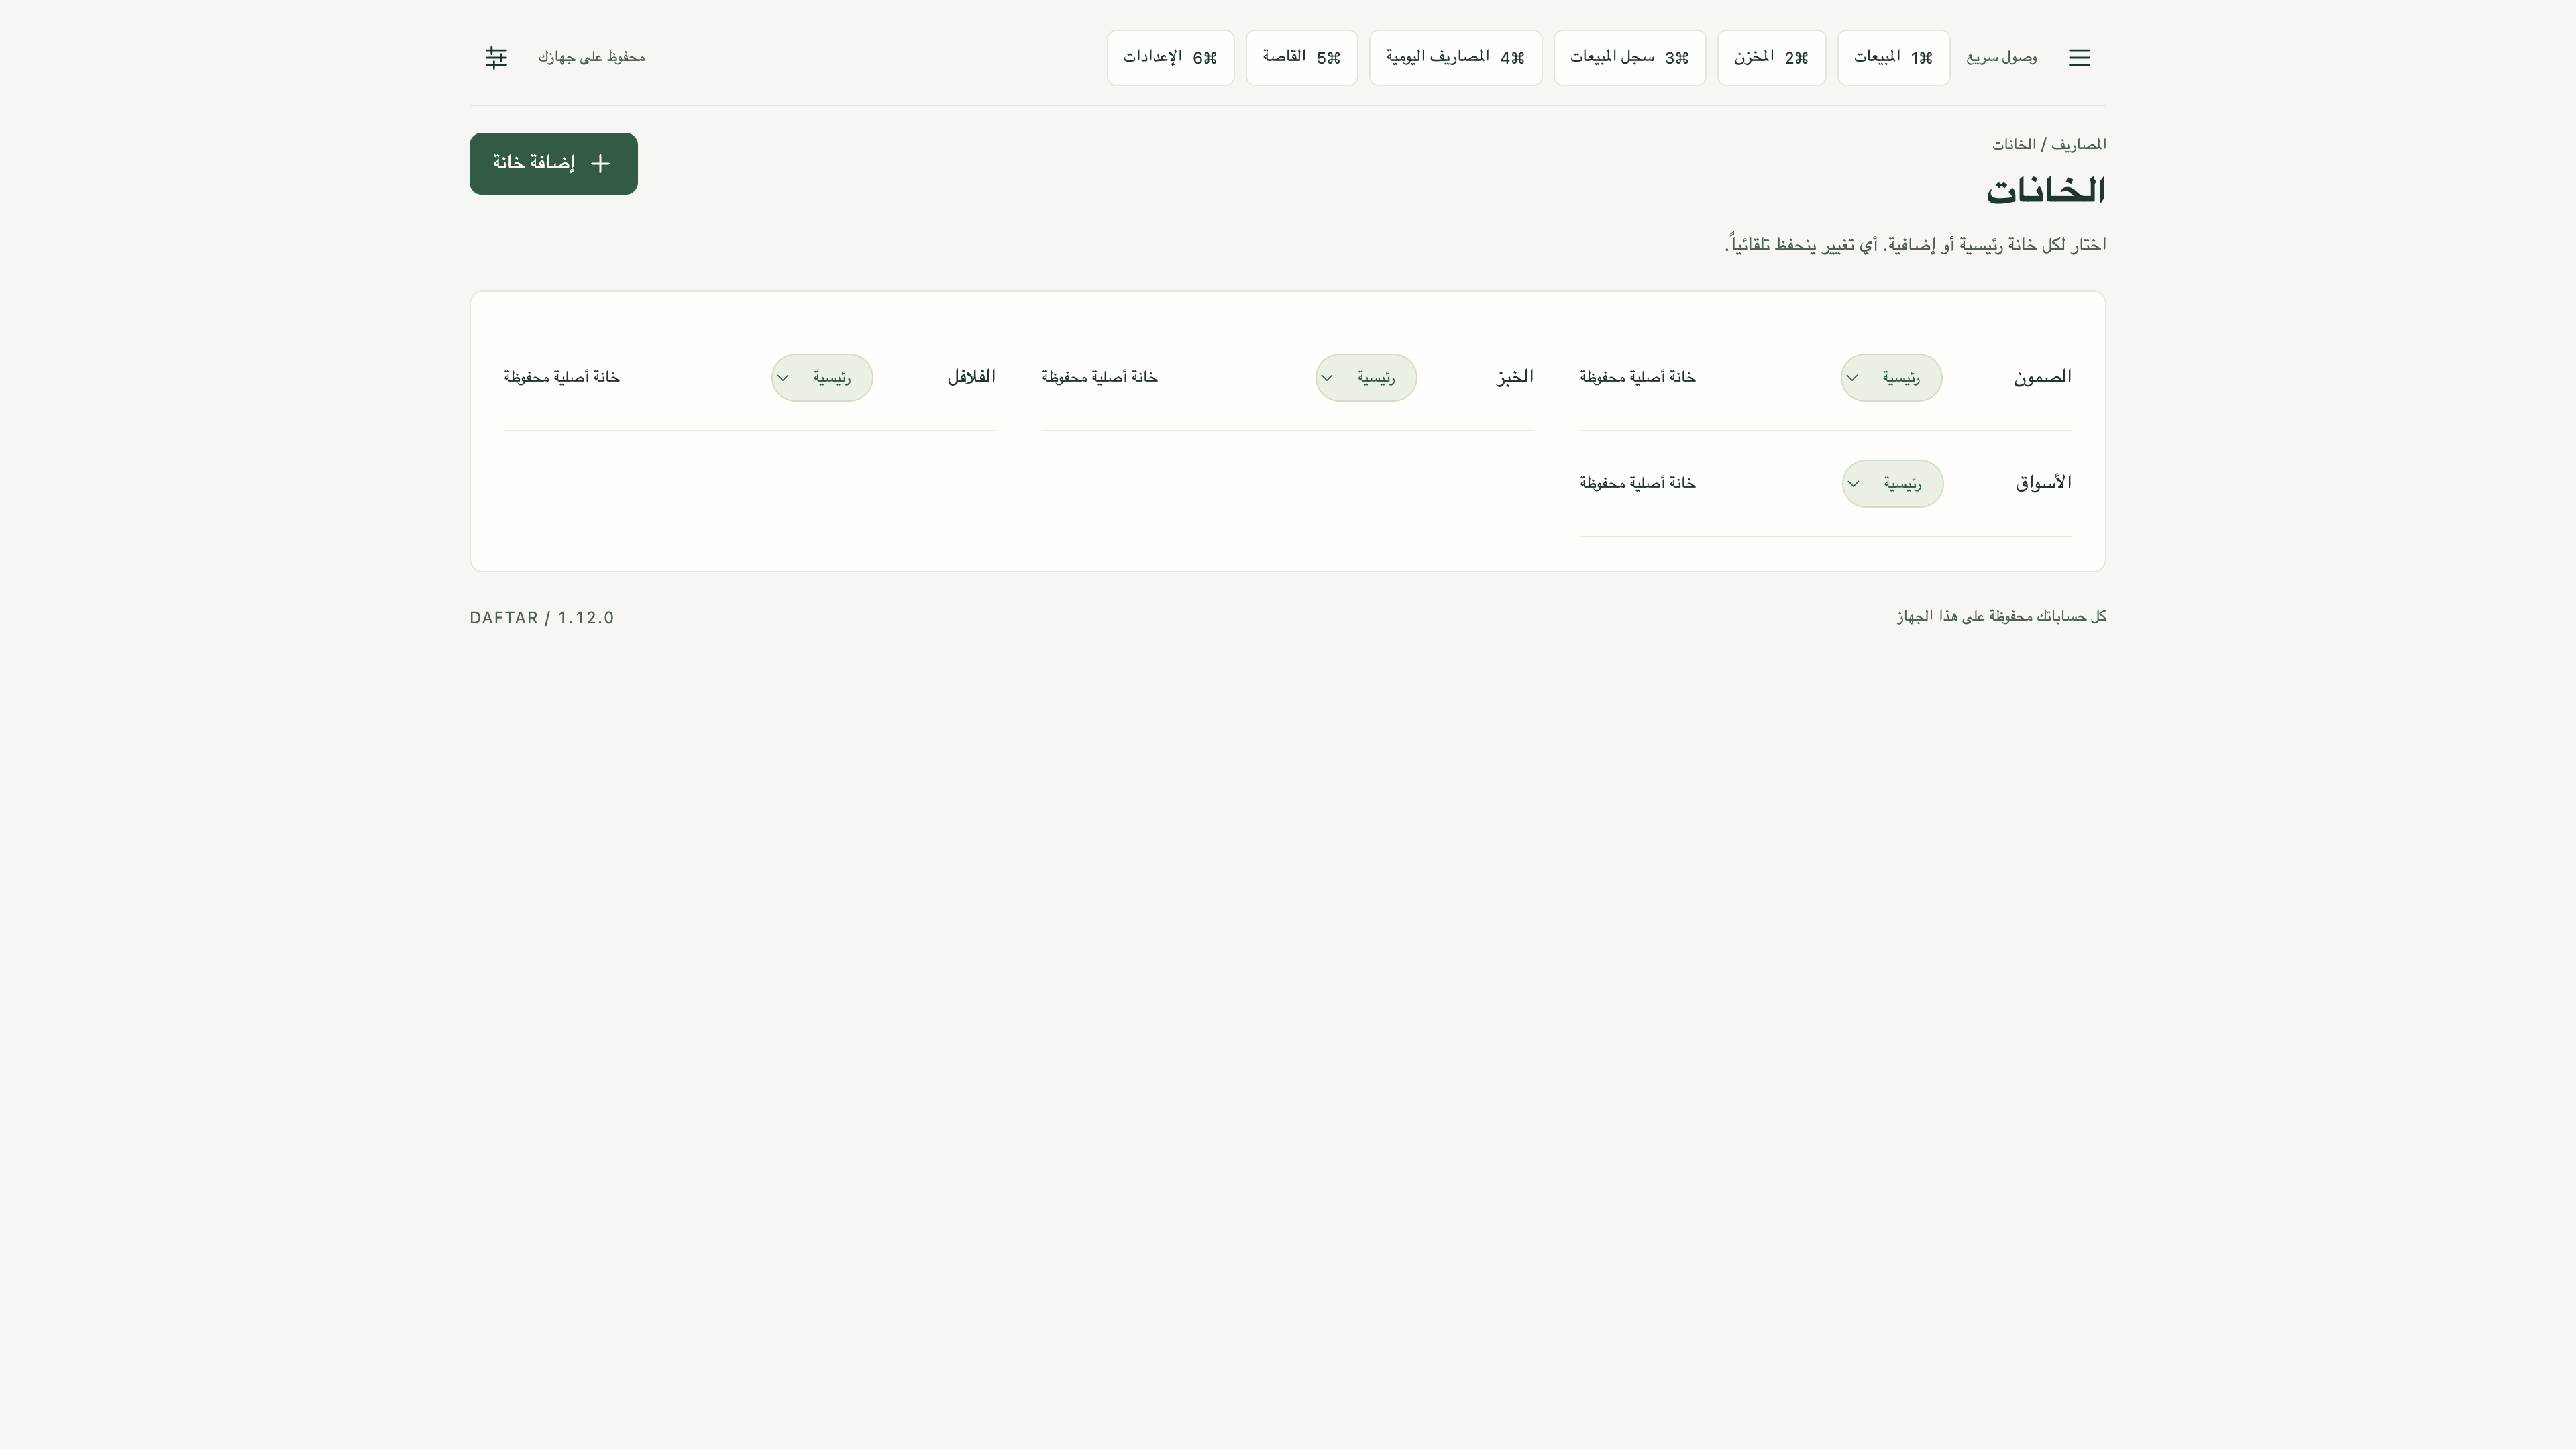 وصول سريع
⌘1 المبيعات
⌘2 المخزن
⌘3 سجل المبيعات
⌘4 المصاريف اليومية
⌘5 القاصة
⌘6 الإعدادات
محفوظ على جهازك
المصاريف / الخانات
الخانات
إضافة خانة
اختار لكل خانة رئيسية أو إضافية. أي تغيير ينحفظ تلقائياً.
الصمون رئيسية خانة أصلية محفوظة
الخبز رئيسية خانة أصلية محفوظة
الفلافل رئيسية خانة أصلية محفوظة
الأسواق رئيسية خانة أصلية محفوظة
كل حساباتك محفوظة على هذا الجهاز
DAFTAR / 1.12.0